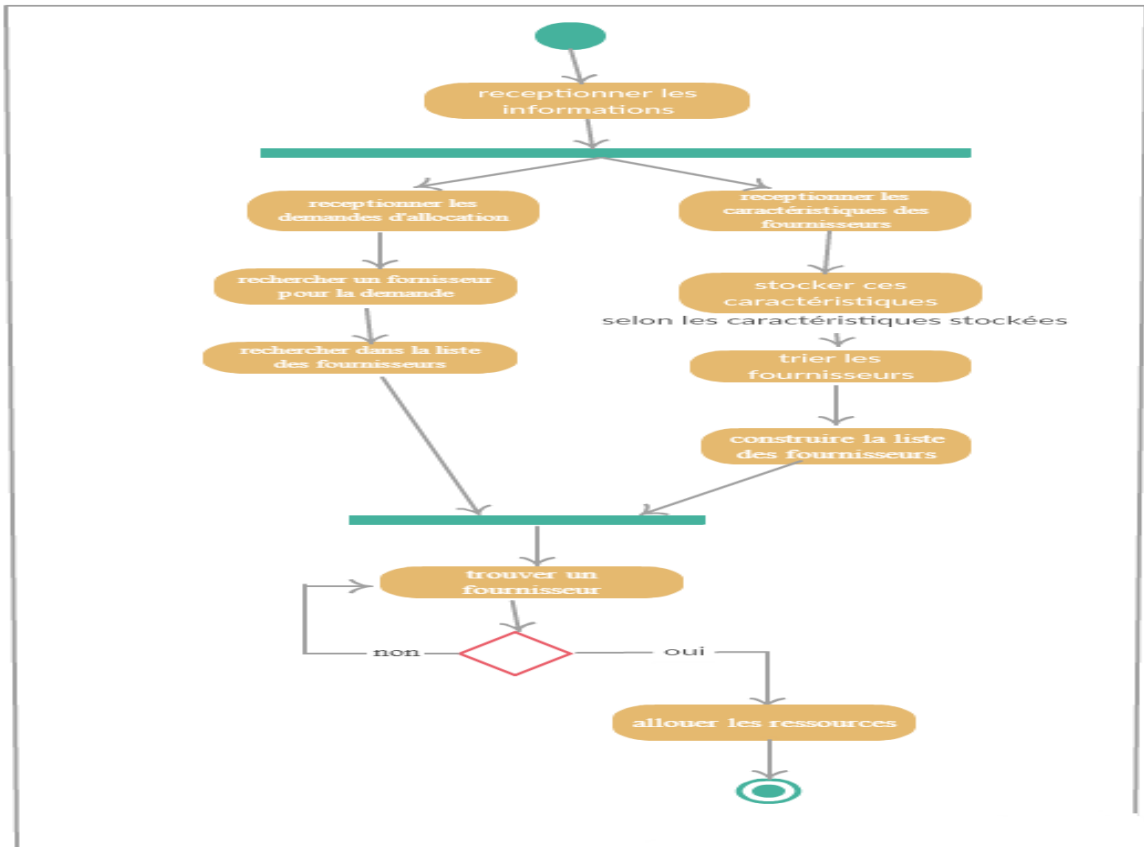 receptionner les
informations
receptionner les
demandes d'allocation
receptionner les
caractéristiques des
fournisseurs
rechercher un fornisseur
pour la demande
stocker ces
caractéristiques
selon les caractéristiques stockées
rechercher dans la liste
des fournisseurs
trier les
fournisseurs
construire la liste
des fournisseurs
trouver un
fournisseur
non
oui
allouer les ressources